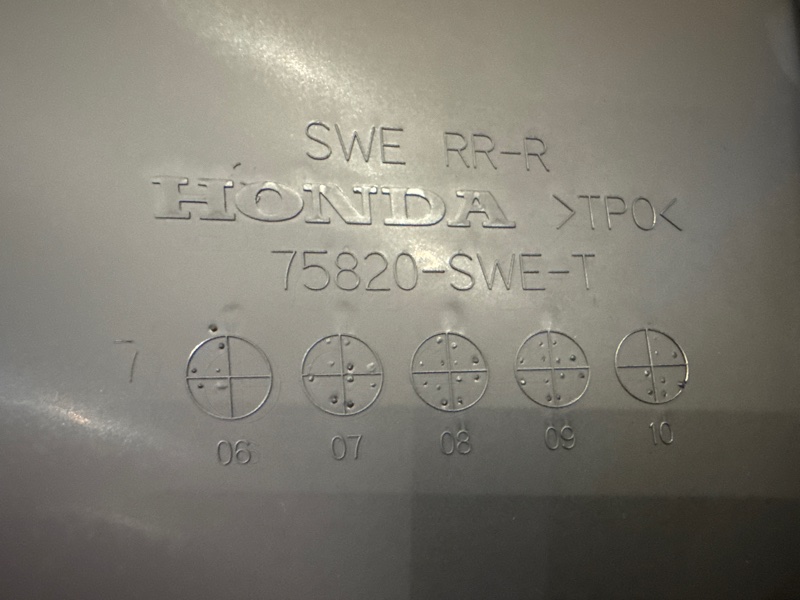 SWE RR-R
HONDA >TPO<
75820-SWE-T
7
06 07 08 09 10